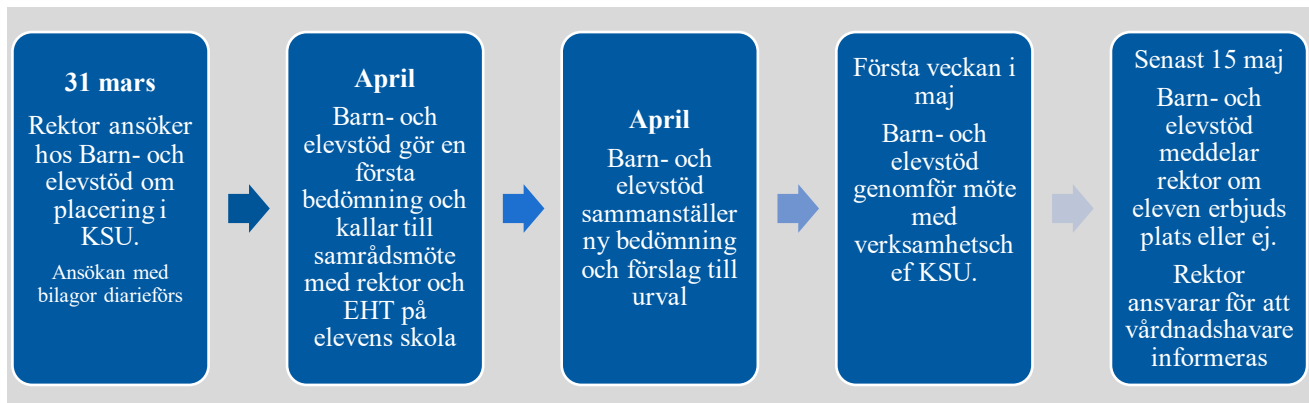 31 mars
Rektor ansöker
hos Barn- och
elevstöd om
placering i
KSU.
Ansökan med
bilagor diarieförs
April
Barn- och
elevstöd gör en
första
bedömning och
kallar till
samrådsmöte
med rektor och
EHT på
elevens skola
April
Barn- och
elevstöd
sammanställer
ny bedömning
och förslag till
urval
Första veckan i
maj
Barn- och
elevstöd
genomför möte
med
verksamhetsch
ef KSU.
Senast 15 maj
Barn- och
elevstöd
meddelar
rektor om
eleven erbjuds
plats eller ej.
Rektor
ansvarar för att
vårdnadshavare
informeras